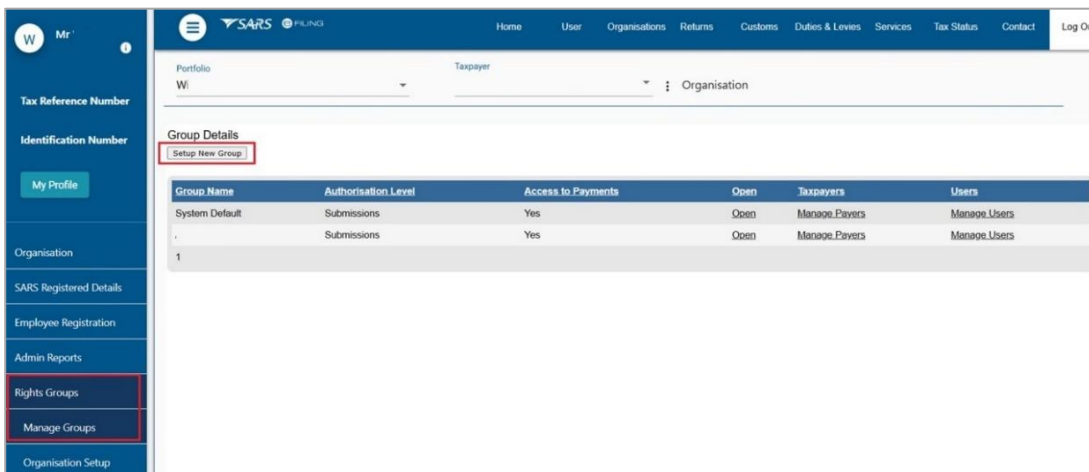 W
Mr
Tax Reference Number
Identification Number
My Profile
Organisation
SARS Registered Details
Employee Registration
Admin Reports
Rights Groups
Manage Groups
Organisation Setup
SARS eFILING
Home User Organisations Returns Customs Duties & Levies Services Tax Status Contact Log O
Portfolio Taxpayer
Wi Organisation
Group Details
Setup New Group
Group Name Authorisation Level Access to Payments Open Taxpayers Users
System Default Submissions Yes Open Manage Payers Manage Users
. Submissions Yes Open Manage Payers Manage Users
1